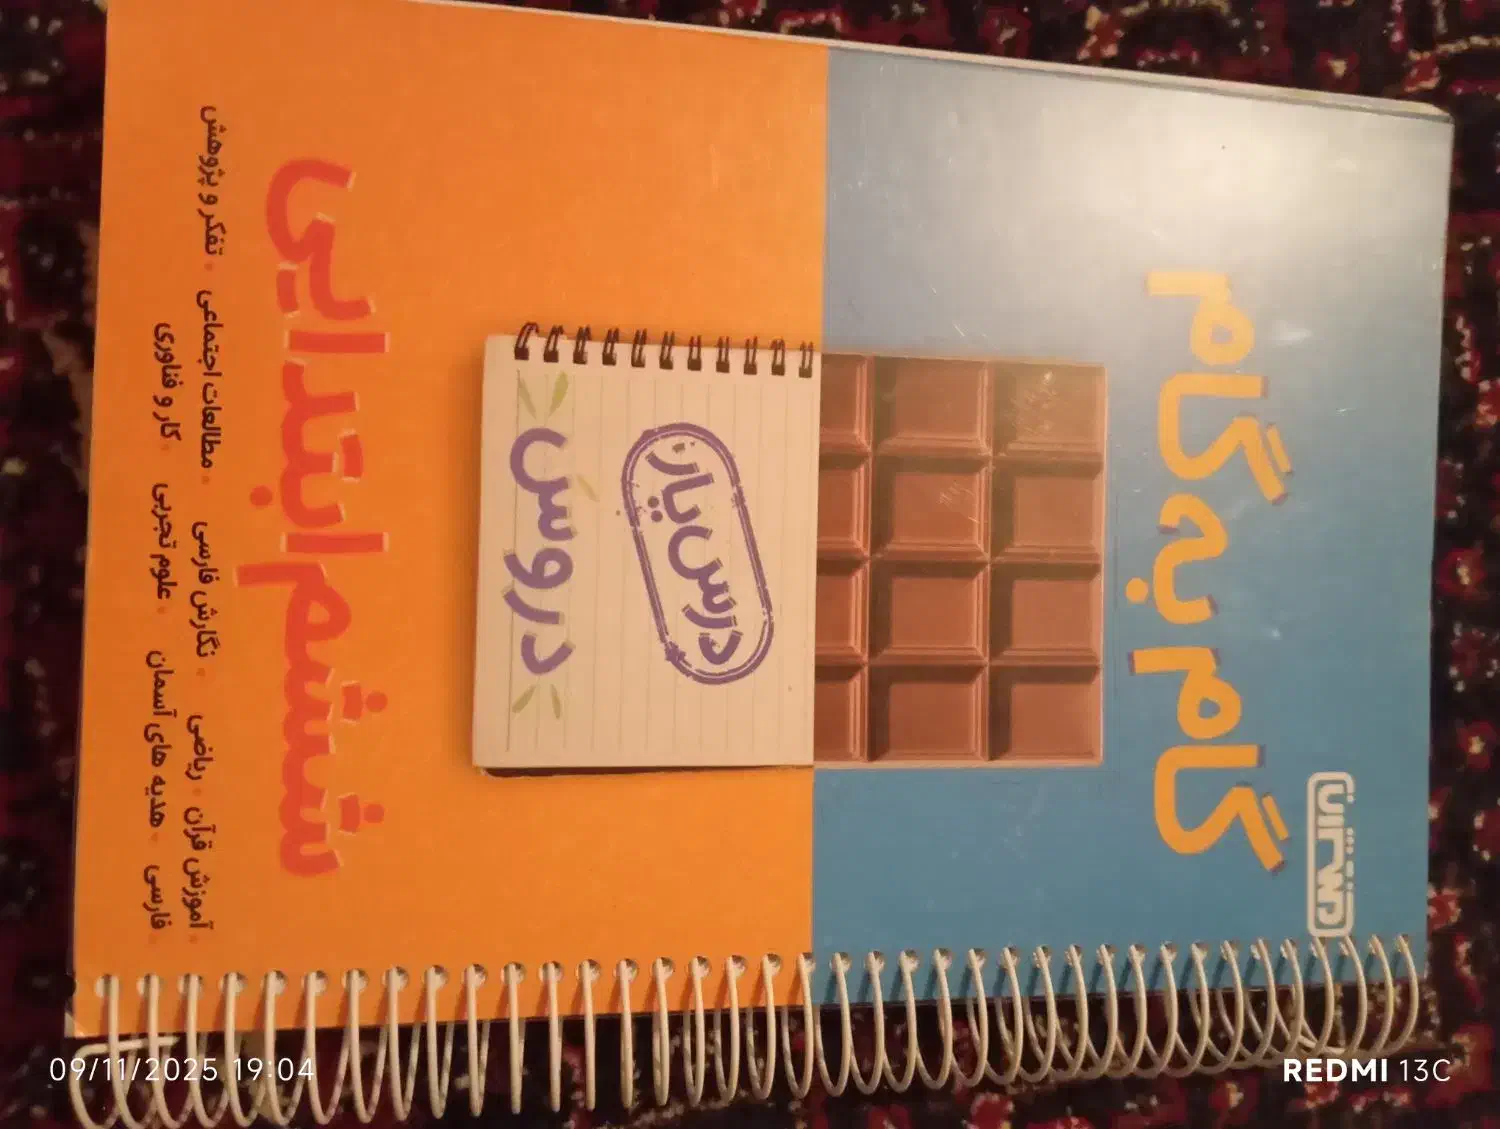 منتشران
گام به گام
درس یار
دروس
ششم ابتدایی
آموزش قرآن • ریاضی • نگارش فارسی • مطالعات اجتماعی • تفکر و پژوهش
فارسی • هدیه های آسمان • علوم تجربی • کار و فناوری
09/11/2025 19:04
REDMI 13C